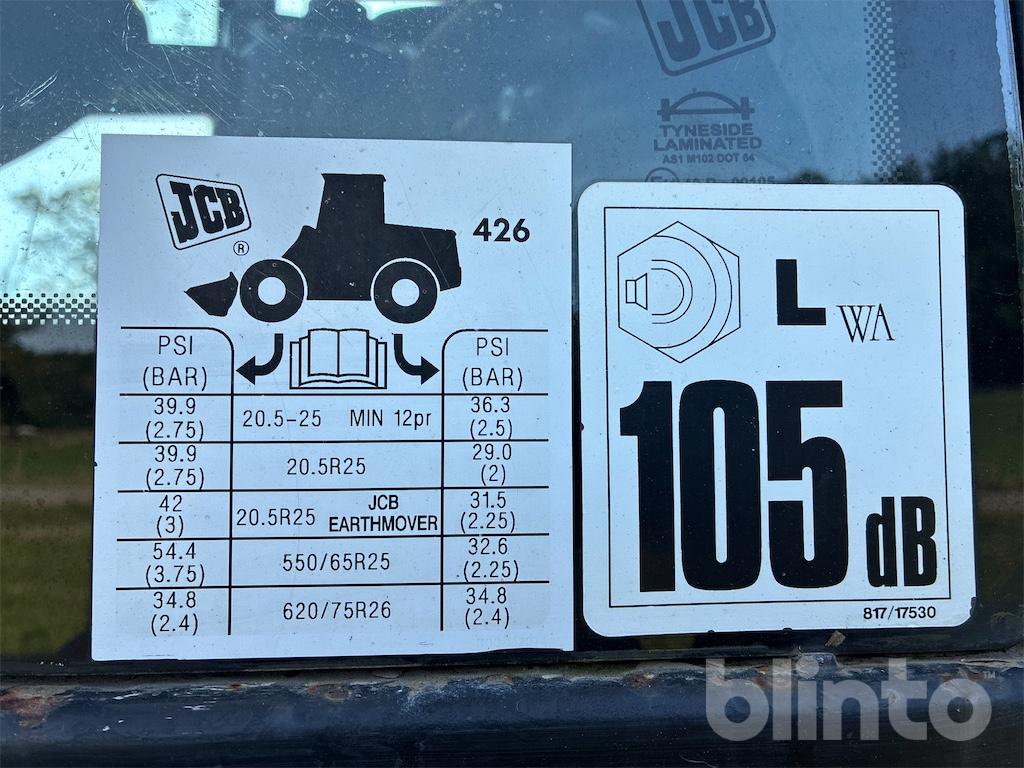 JCB
TYNESIDE
LAMINATED
AS1 M102 DOT 64
JCB
®
426
PSI
(BAR)
PSI
(BAR)
39.9
(2.75)
20.5-25 MIN 12pr
36.3
(2.5)
39.9
(2.75)
20.5R25
29.0
(2)
42
(3)
20.5R25 JCB
EARTHMOVER
31.5
(2.25)
54.4
(3.75)
550/65R25
32.6
(2.25)
34.8
(2.4)
620/75R26
34.8
(2.4)
L WA
105 dB
817/17530
blinto™